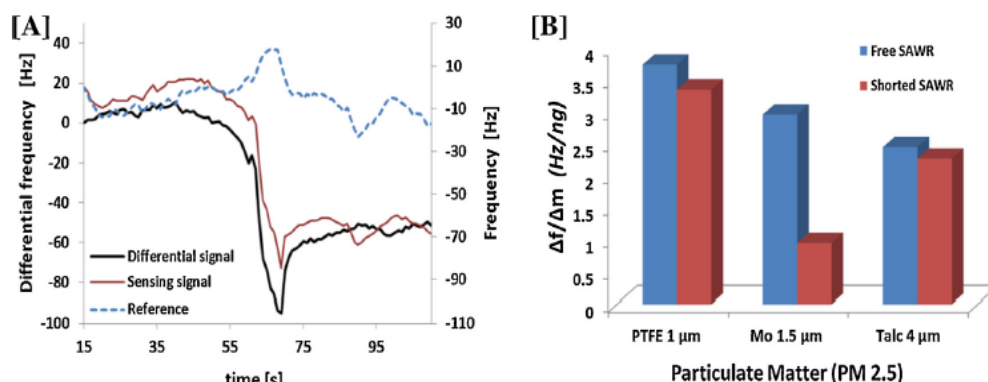 [A]
Differential frequency [Hz]
40
20
0
-20
-40
-60
-80
-100
30
10
-10
-30
-50
-70
-90
-110
Frequency [Hz]
Differential signal
Sensing signal
Reference
15 35 55 75 95
time [s]
[B]
Δf/Δm (Hz/ng)
4
3.5
3
2.5
2
1.5
1
0.5
0
Free SAWR
Shorted SAWR
PTFE 1 µm Mo 1.5 µm Talc 4 µm
Particulate Matter (PM 2.5)